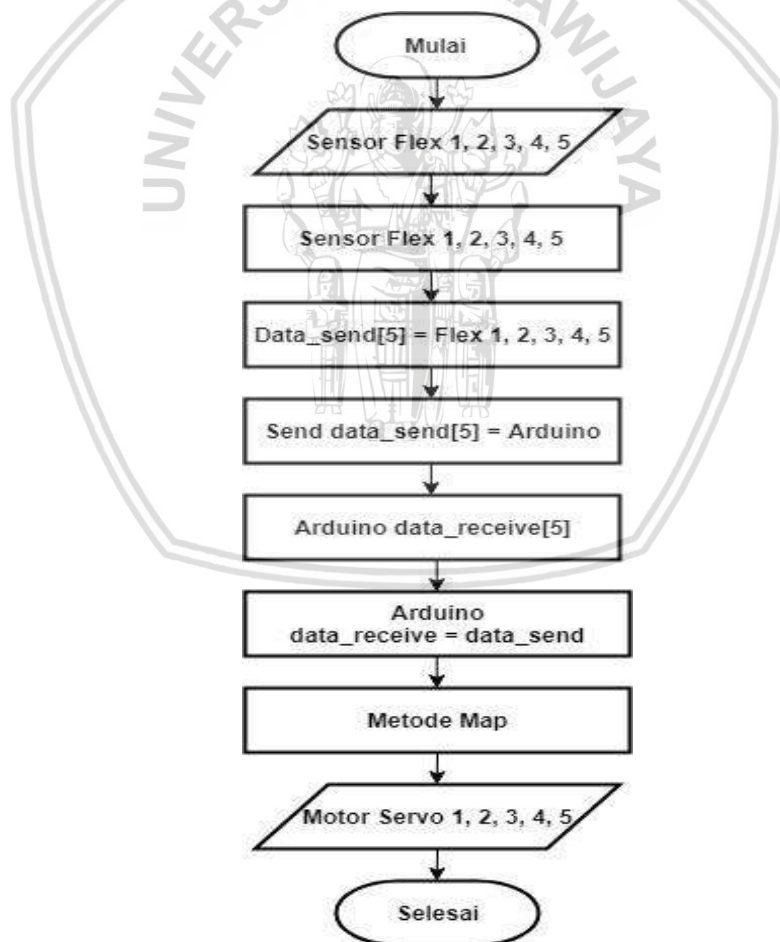 UNIVERS
AWIJAYA
Mulai
Sensor Flex 1, 2, 3, 4, 5
Sensor Flex 1, 2, 3, 4, 5
Data_send[5] = Flex 1, 2, 3, 4, 5
Send data_send[5] = Arduino
Arduino data_receive[5]
Arduino
data_receive = data_send
Metode Map
Motor Servo 1, 2, 3, 4, 5
Selesai